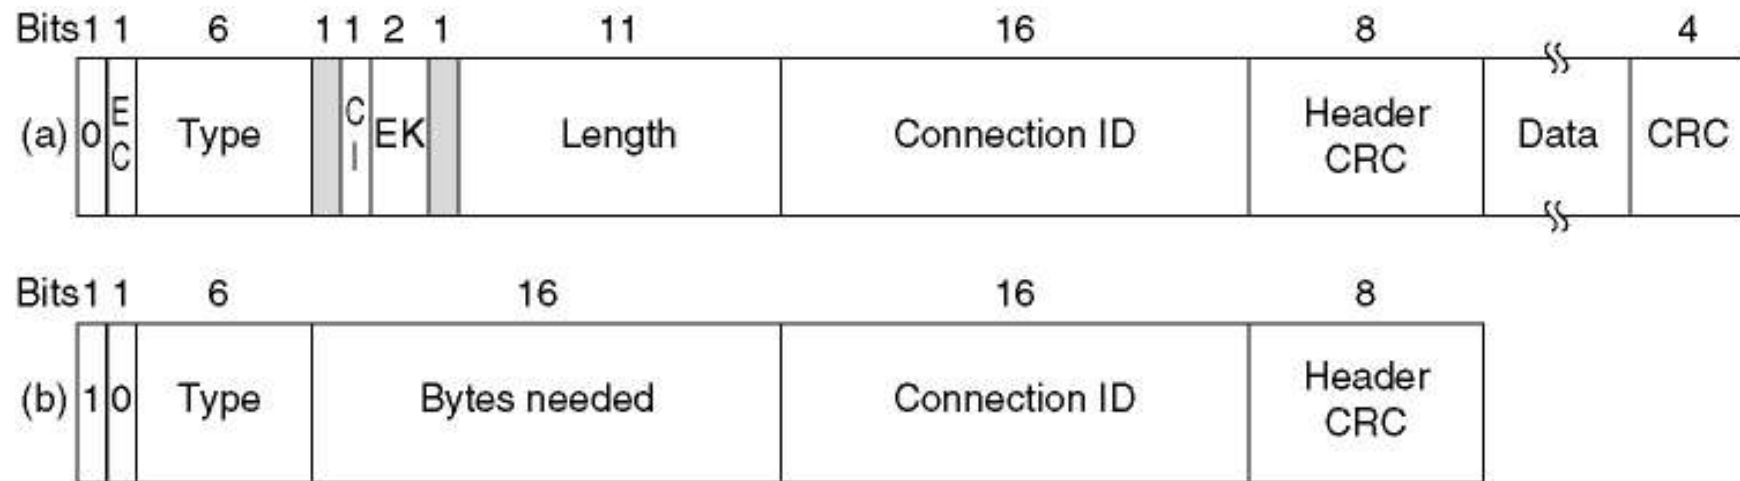 Bits 1 1 6 1 1 2 1 11 16 8 4
(a) 0 EC Type CI EK Length Connection ID Header CRC Data CRC
Bits 1 1 6 16 16 8
(b) 1 0 Type Bytes needed Connection ID Header CRC